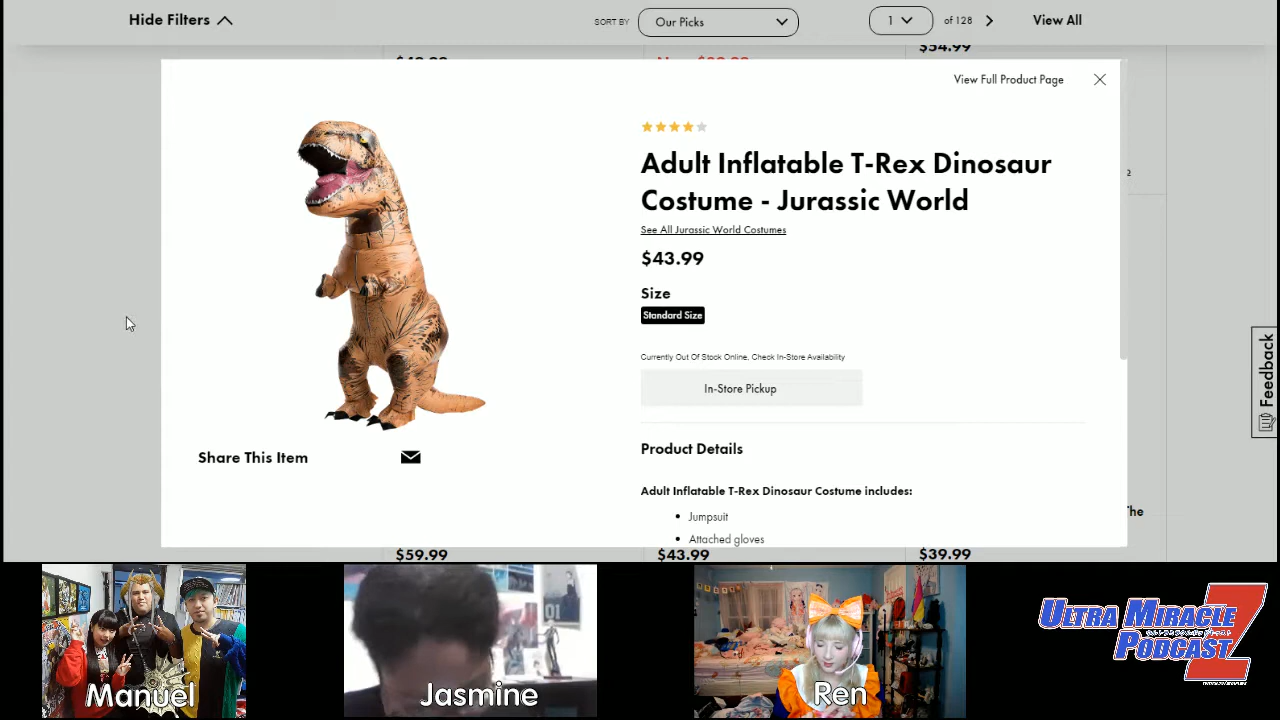 Hide Filters
SORT BY
Our Picks
1
of 128
View All
$54.99
View Full Product Page
Adult Inflatable T-Rex Dinosaur
Costume - Jurassic World
See All Jurassic World Costumes
$43.99
Size
Standard Size
Currently Out Of Stock Online, Check In-Store Availability
In-Store Pickup
Feedback
Share This Item
Product Details
Adult Inflatable T-Rex Dinosaur Costume includes:
• Jumpsuit
• Attached gloves
The
$59.99
$43.99
$39.99
Manuel
Jasmine
Ren
ULTRA MIRACLE
PODCAST
Z